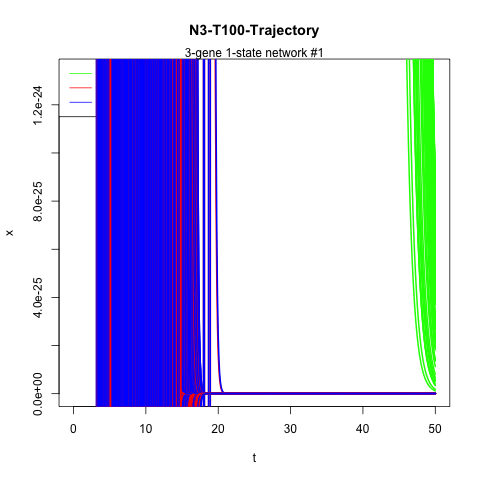 N3-T100-Trajectory
3-gene 1-state network #1
1.2e-24
8.0e-25
x
4.0e-25
0.0e+00
0 10 20 30 40 50
t